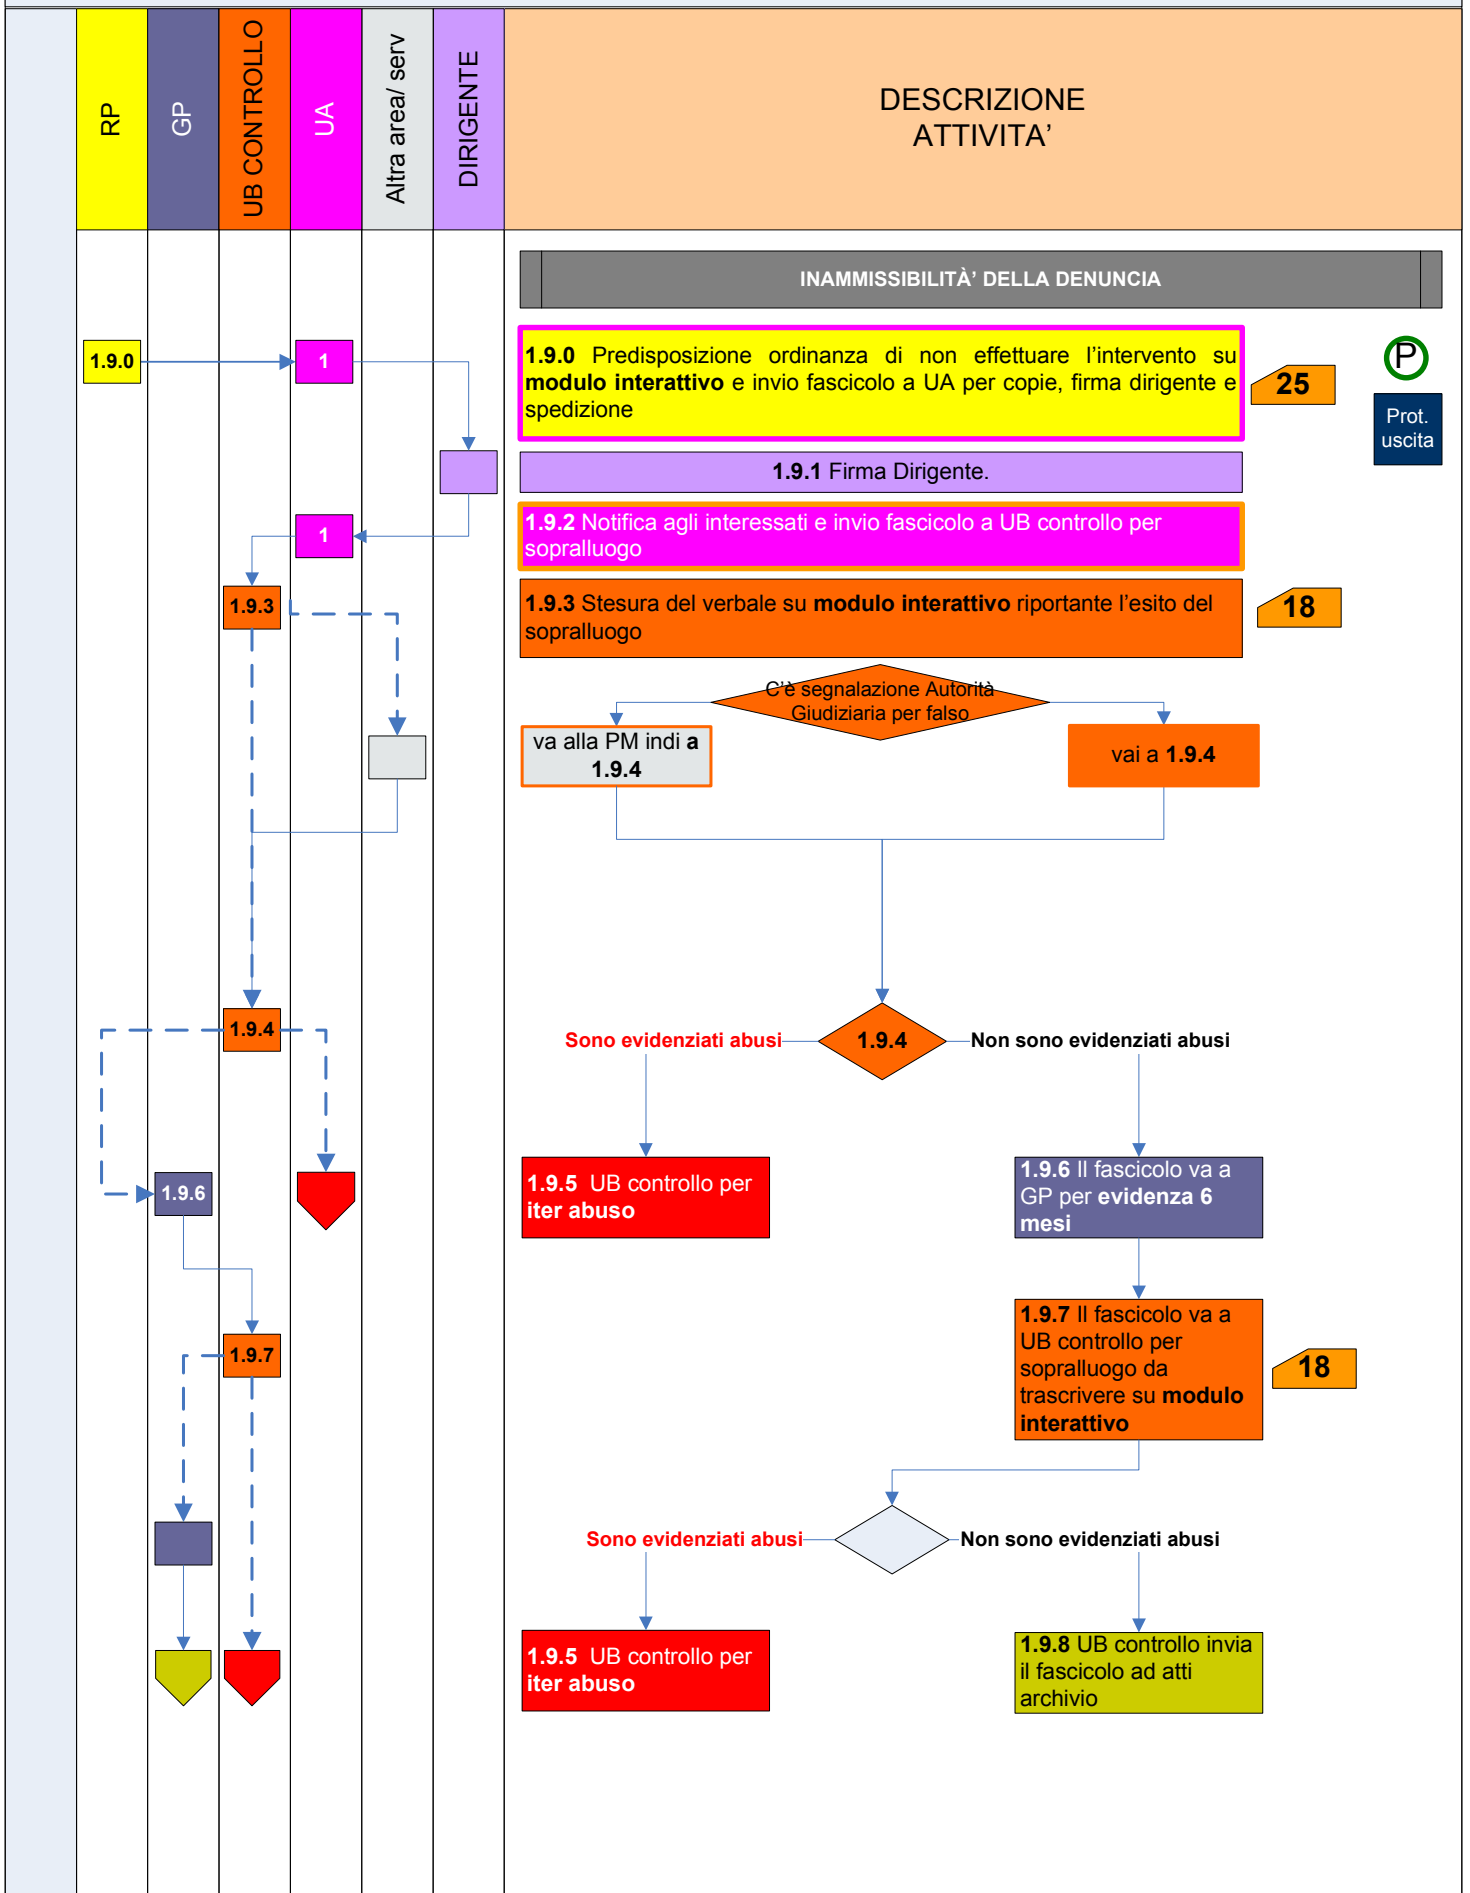 RP
GP
UB CONTROLLO
UA
Altra area/ serv
DIRIGENTE
DESCRIZIONE
ATTIVITA’
INAMMISSIBILITÀ’ DELLA DENUNCIA
1.9.0
1
1.9.0 Predisposizione ordinanza di non effettuare l’intervento su
modulo interattivo e invio fascicolo a UA per copie, firma dirigente e
spedizione
25
P
Prot.
uscita
1.9.1 Firma Dirigente.
1
1.9.2 Notifica agli interessati e invio fascicolo a UB controllo per
sopralluogo
1.9.3
1.9.3 Stesura del verbale su modulo interattivo riportante l’esito del
sopralluogo
18
C’è segnalazione Autorità
Giudiziaria per falso
va alla PM indi a
1.9.4
vai a 1.9.4
1.9.4
Sono evidenziati abusi
1.9.4
Non sono evidenziati abusi
1.9.6
1.9.5 UB controllo per
iter abuso
1.9.6 Il fascicolo va a
GP per evidenza 6
mesi
1.9.7
1.9.7 Il fascicolo va a
UB controllo per
sopralluogo da
trascrivere su modulo
interattivo
18
Sono evidenziati abusi
Non sono evidenziati abusi
1.9.5 UB controllo per
iter abuso
1.9.8 UB controllo invia
il fascicolo ad atti
archivio